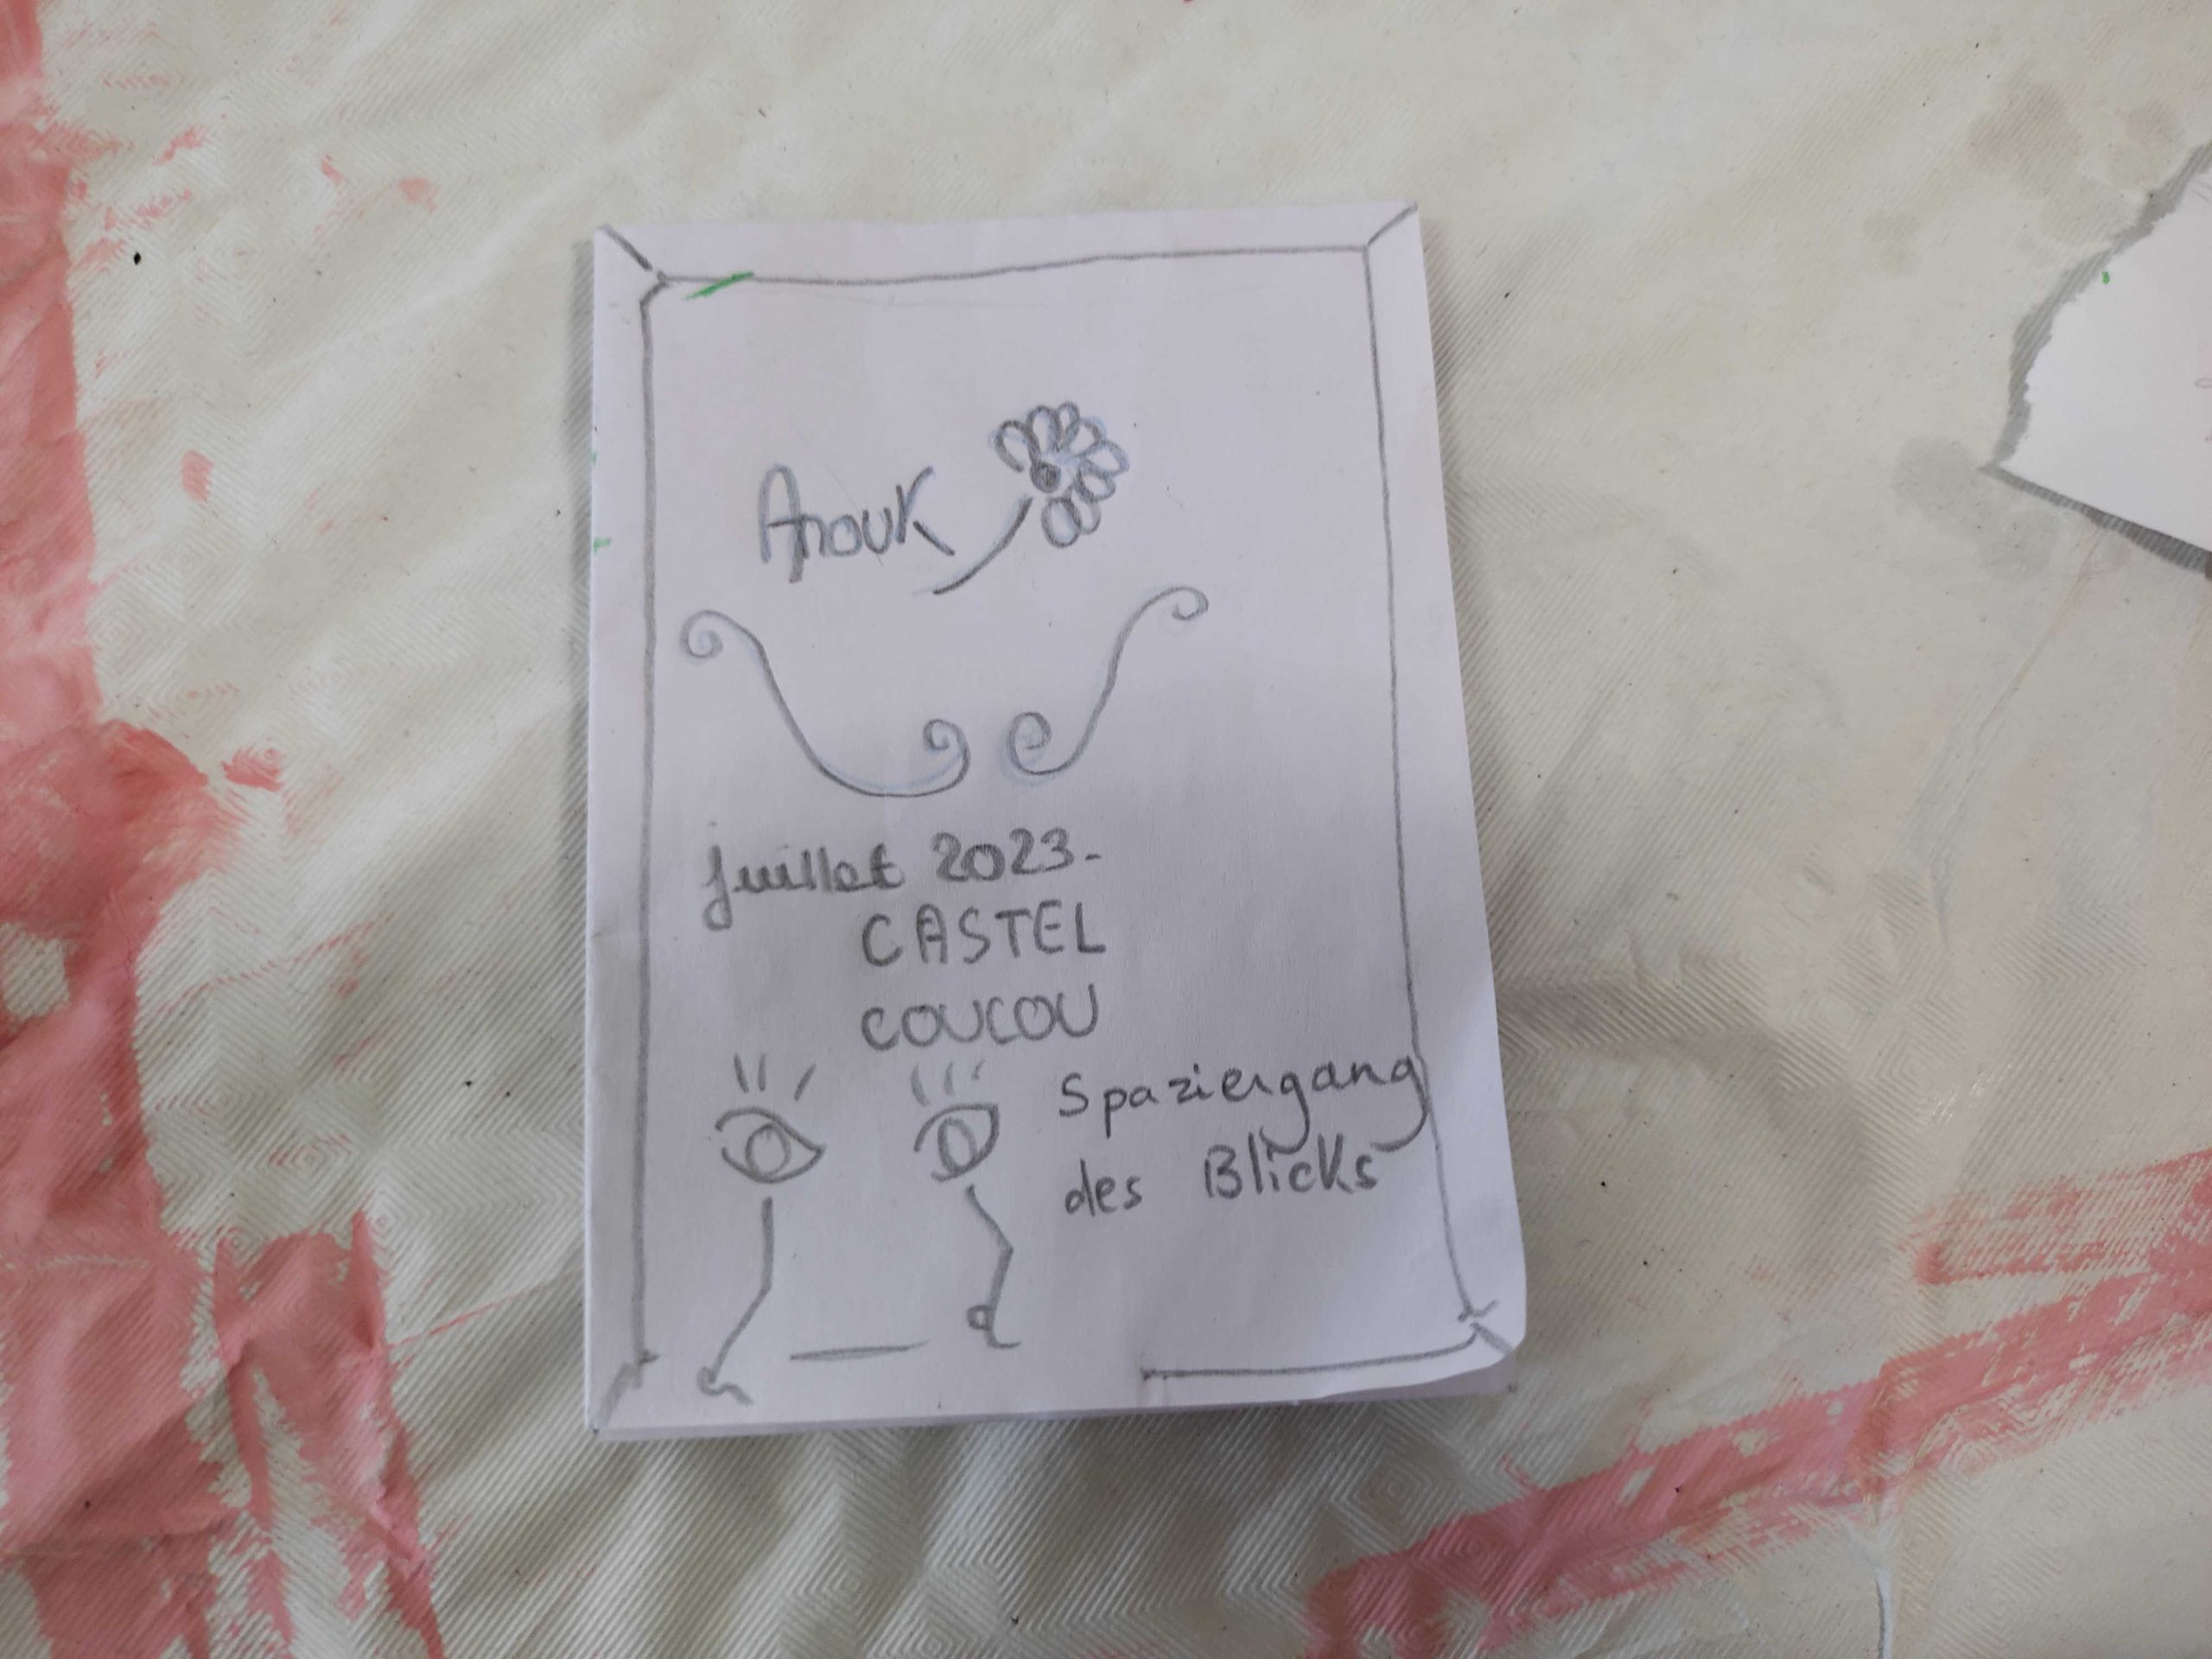 Anouk
Juillet 2023-
CASTEL
COUCOU
Spaziergang
des Blicks